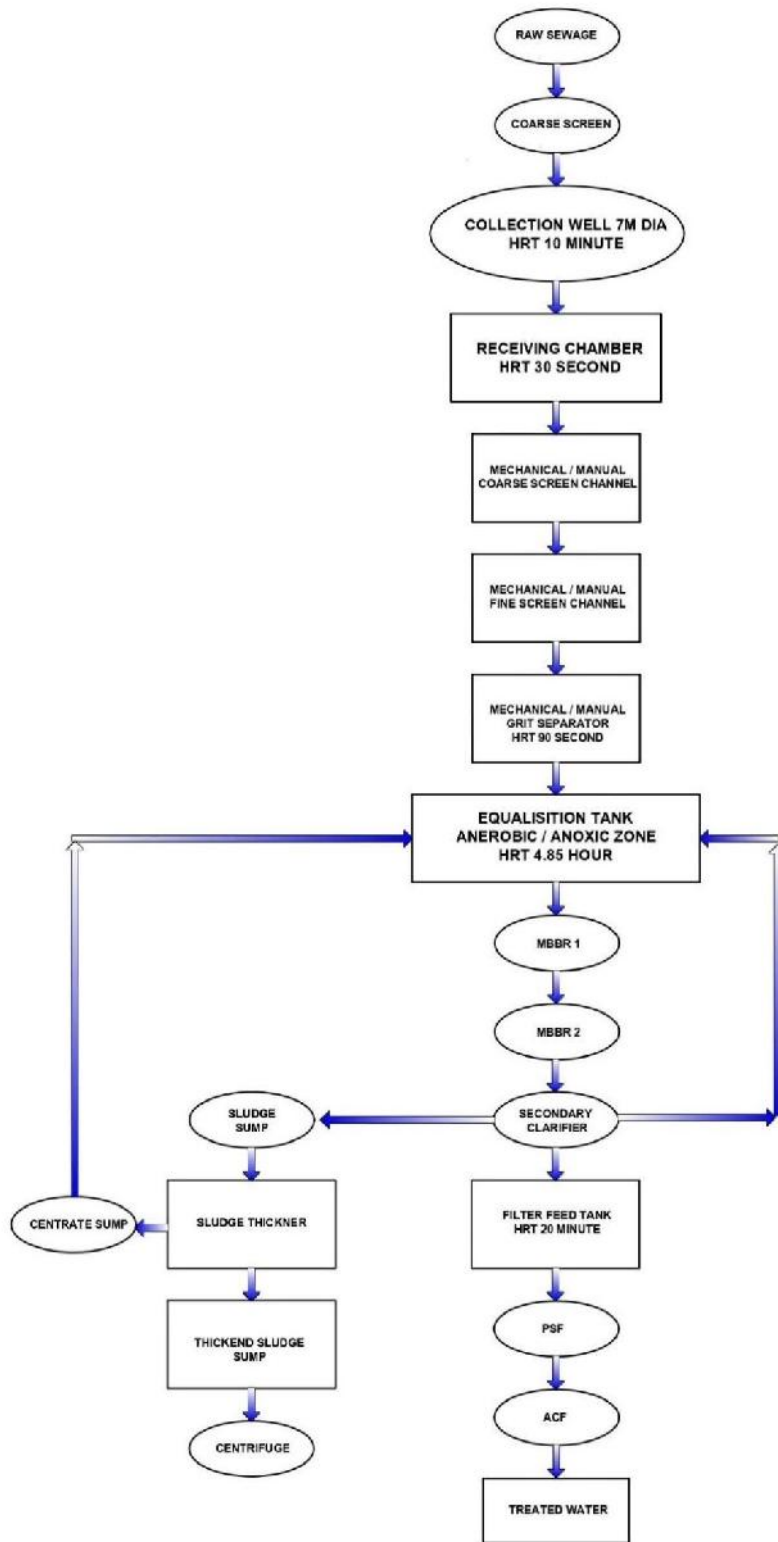 RAW SEWAGE
COARSE SCREEN
COLLECTION WELL 7M DIA
HRT 10 MINUTE
RECEIVING CHAMBER
HRT 30 SECOND
MECHANICAL / MANUAL
COARSE SCREEN CHANNEL
MECHANICAL / MANUAL
FINE SCREEN CHANNEL
MECHANICAL / MANUAL
GRIT SEPARATOR
HRT 90 SECOND
EQUALISITION TANK
ANEROBIC / ANOXIC ZONE
HRT 4.85 HOUR
MBBR 1
MBBR 2
SLUDGE
SUMP
SECONDARY
CLARIFIER
CENTRATE SUMP
SLUDGE THICKNER
FILTER FEED TANK
HRT 20 MINUTE
THICKEND SLUDGE
SUMP
PSF
CENTRIFUGE
ACF
TREATED WATER